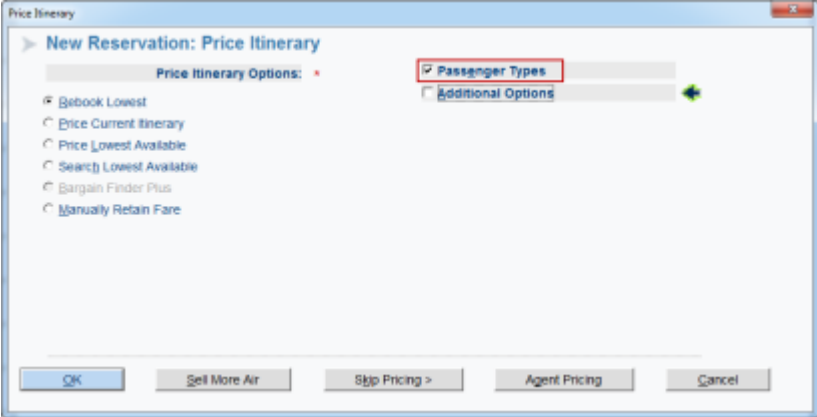 Price Itinerary
New Reservation: Price Itinerary
Price Itinerary Options: *
Passenger Types
Additional Options
Rebook Lowest
Price Current Itinerary
Price Lowest Available
Search Lowest Available
Bargain Finder Plus
Manually Retain Fare
OK
Sell More Air
Skip Pricing >
Agent Pricing
Cancel